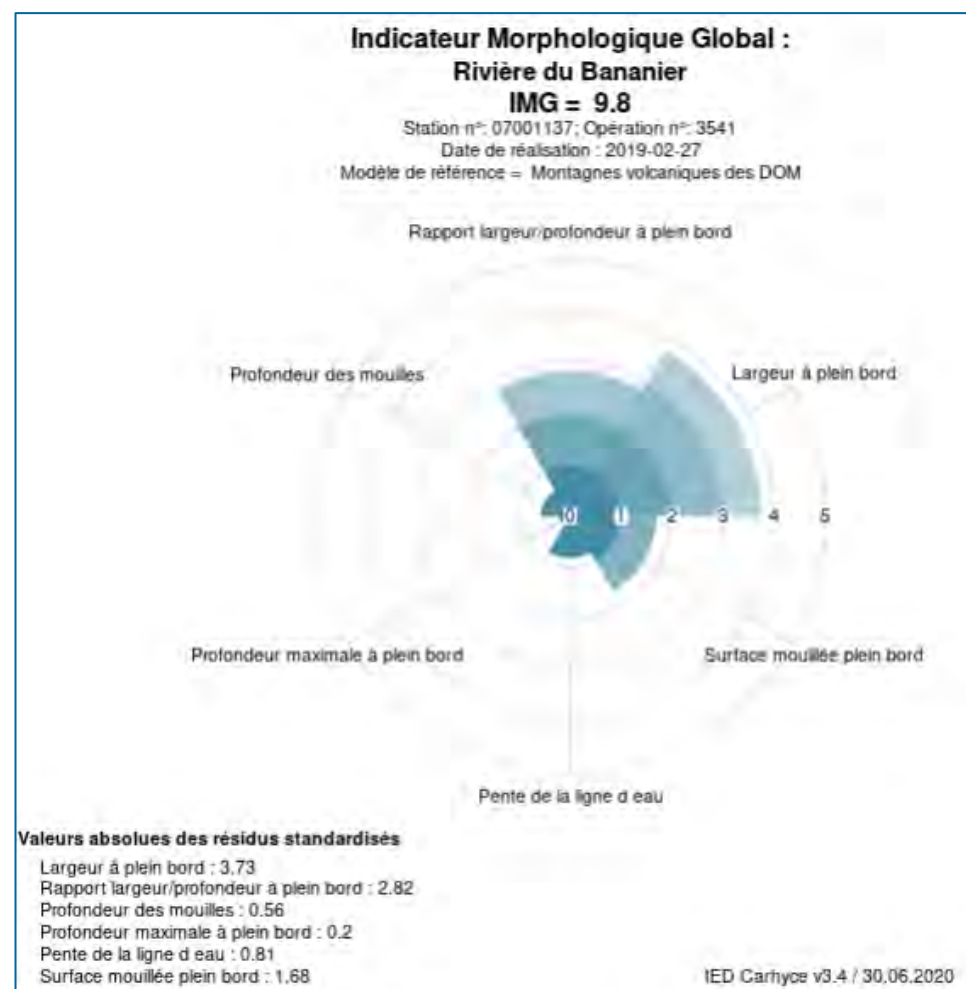 Indicateur Morphologique Global :
Rivière du Bananier
IMG = 9.8
Station n°: 07001137; Opération n°: 3541
Date de réalisation : 2019-02-27
Modèle de référence = Montagnes volcaniques des DOM
Rapport largeur/profondeur à plein bord
Profondeur des mouilles
Largeur à plein bord
0 1 2 3 4 5
Profondeur maximale à plein bord
Surface mouillée plein bord
Pente de la ligne d eau
Valeurs absolues des résidus standardisés
Largeur à plein bord : 3.73
Rapport largeur/profondeur à plein bord : 2.82
Profondeur des mouilles : 0.56
Profondeur maximale à plein bord : 0.2
Pente de la ligne d eau : 0.81
Surface mouillée plein bord : 1.68
IED Carhyce v3.4 / 30.06.2020